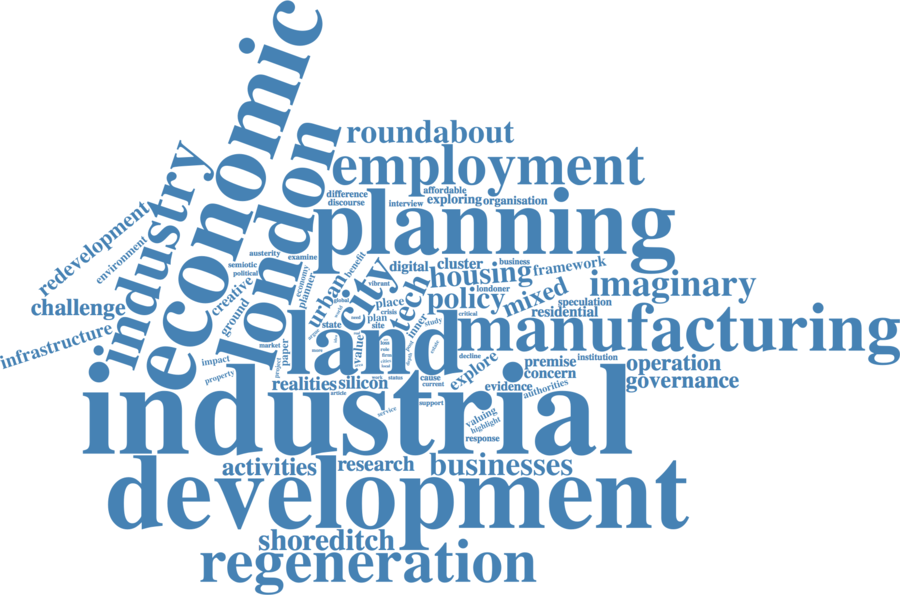 economic
london
industry
roundabout
employment
difference
affordable
discourse
interview
exploring
organisation
planning
redevelopment
environment
challenge
infrastructure
austerity
examine
semiotic
political
creative
ground
economy
planner
urban
benefit
city
vibrant
digital
cluster
business
housing
framework
imaginary
global
place
tech
policy
londoner
mixed
speculation
residential
crisis
plan
site
state
inner
study
critical
land
manufacturing
market
paper
project
value
impact
property
decline
explore
premise
institution
concern
operation
governance
realities
silicon
status
cause
current
evidence
authorities
article
industrial
service
support
valuing
highlight
response
activities
research
businesses
development
shoreditch
regeneration